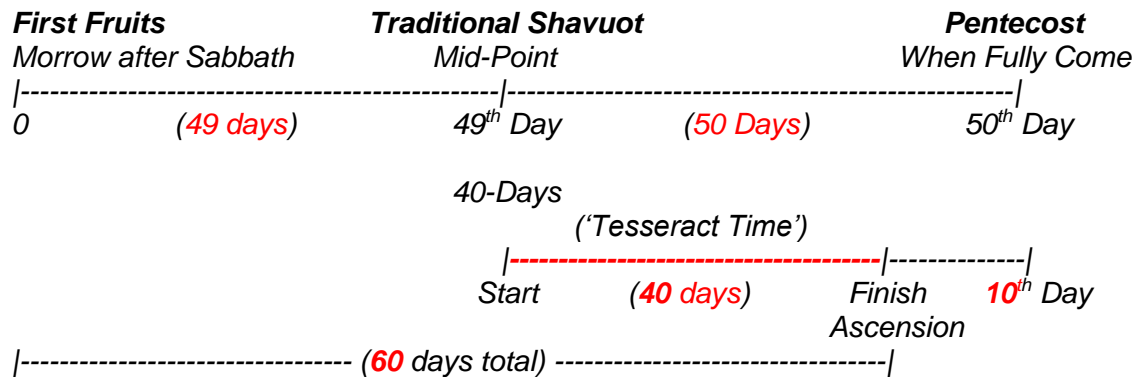 First Fruits Traditional Shavuot Pentecost
Morrow after Sabbath Mid-Point When Fully Come
|-------------------------------------------------|----------------------------------------------------|
0 (49 days) 49th Day (50 Days) 50th Day
40-Days
('Tesseract Time')
|--------------------------------------|--------------|
Start (40 days) Finish 10th Day
Ascension
|---------------------------------- (60 days total) -----------------------------------|